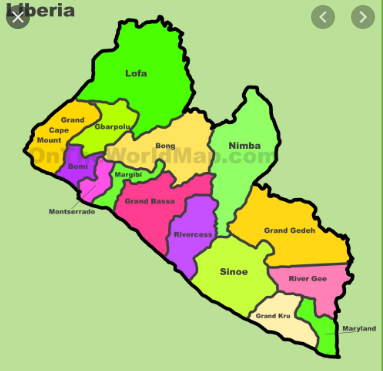 Liberia
Lofa
Grand
Cape
Mount
Gbarpolu
Bong
Nimba
OnTheWorldMap.com
Bomi
Margibi
Montserrado
Grand Bassa
Rivercess
Grand Gedeh
Sinoe
River Gee
Grand Kru
Maryland